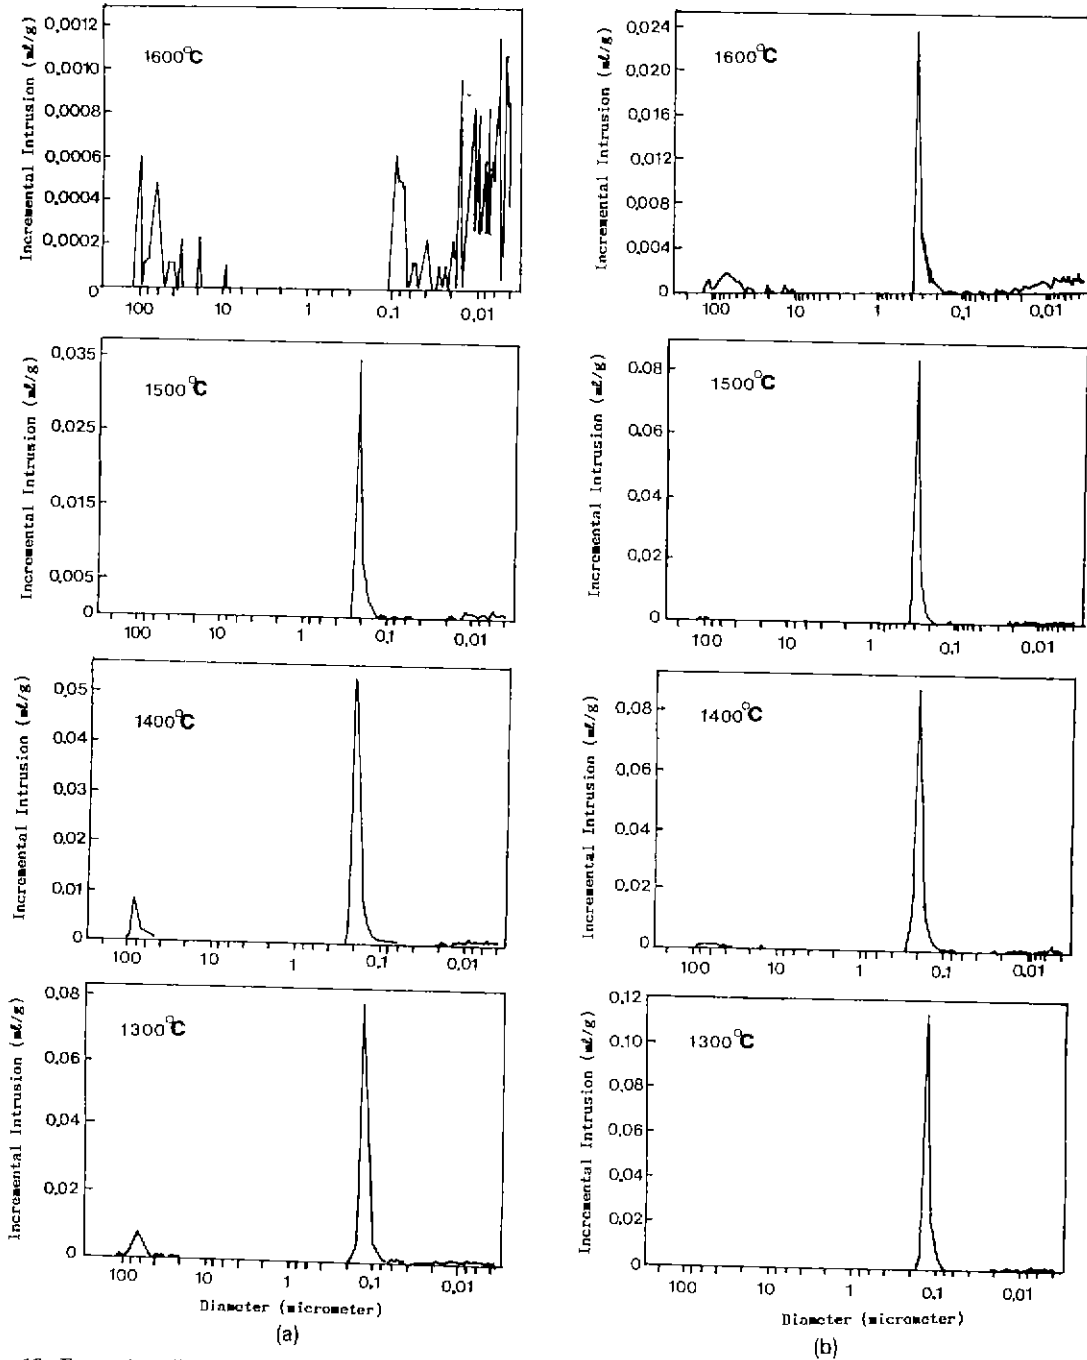 Incremental Intrusion (mℓ/g)
1600°C
0.0012
0.0010
0.0008
0.0006
0.0004
0.0002
0
100 10 1 0.1 0.01
Incremental Intrusion (mℓ/g)
1500°C
0.035
0.025
0.015
0.005
0
100 10 1 0.1 0.01
Incremental Intrusion (mℓ/g)
1400°C
0.05
0.04
0.03
0.02
0.01
0
100 10 1 0.1 0.01
Incremental Intrusion (mℓ/g)
1300°C
0.08
0.06
0.04
0.02
0
100 10 1 0.1 0.01
Diameter (micrometer)
(a)
Incremental Intrusion (mℓ/g)
1600°C
0.024
0.020
0.016
0.012
0.008
0.004
0
100 10 1 0.1 0.01
Incremental Intrusion (mℓ/g)
1500°C
0.08
0.06
0.04
0.02
0
100 10 1 0.1 0.01
Incremental Intrusion (mℓ/g)
1400°C
0.08
0.06
0.04
0.02
0
100 10 1 0.1 0.01
Incremental Intrusion (mℓ/g)
1300°C
0.12
0.10
0.08
0.06
0.04
0.02
0
100 10 1 0.1 0.01
Diameter (micrometer)
(b)